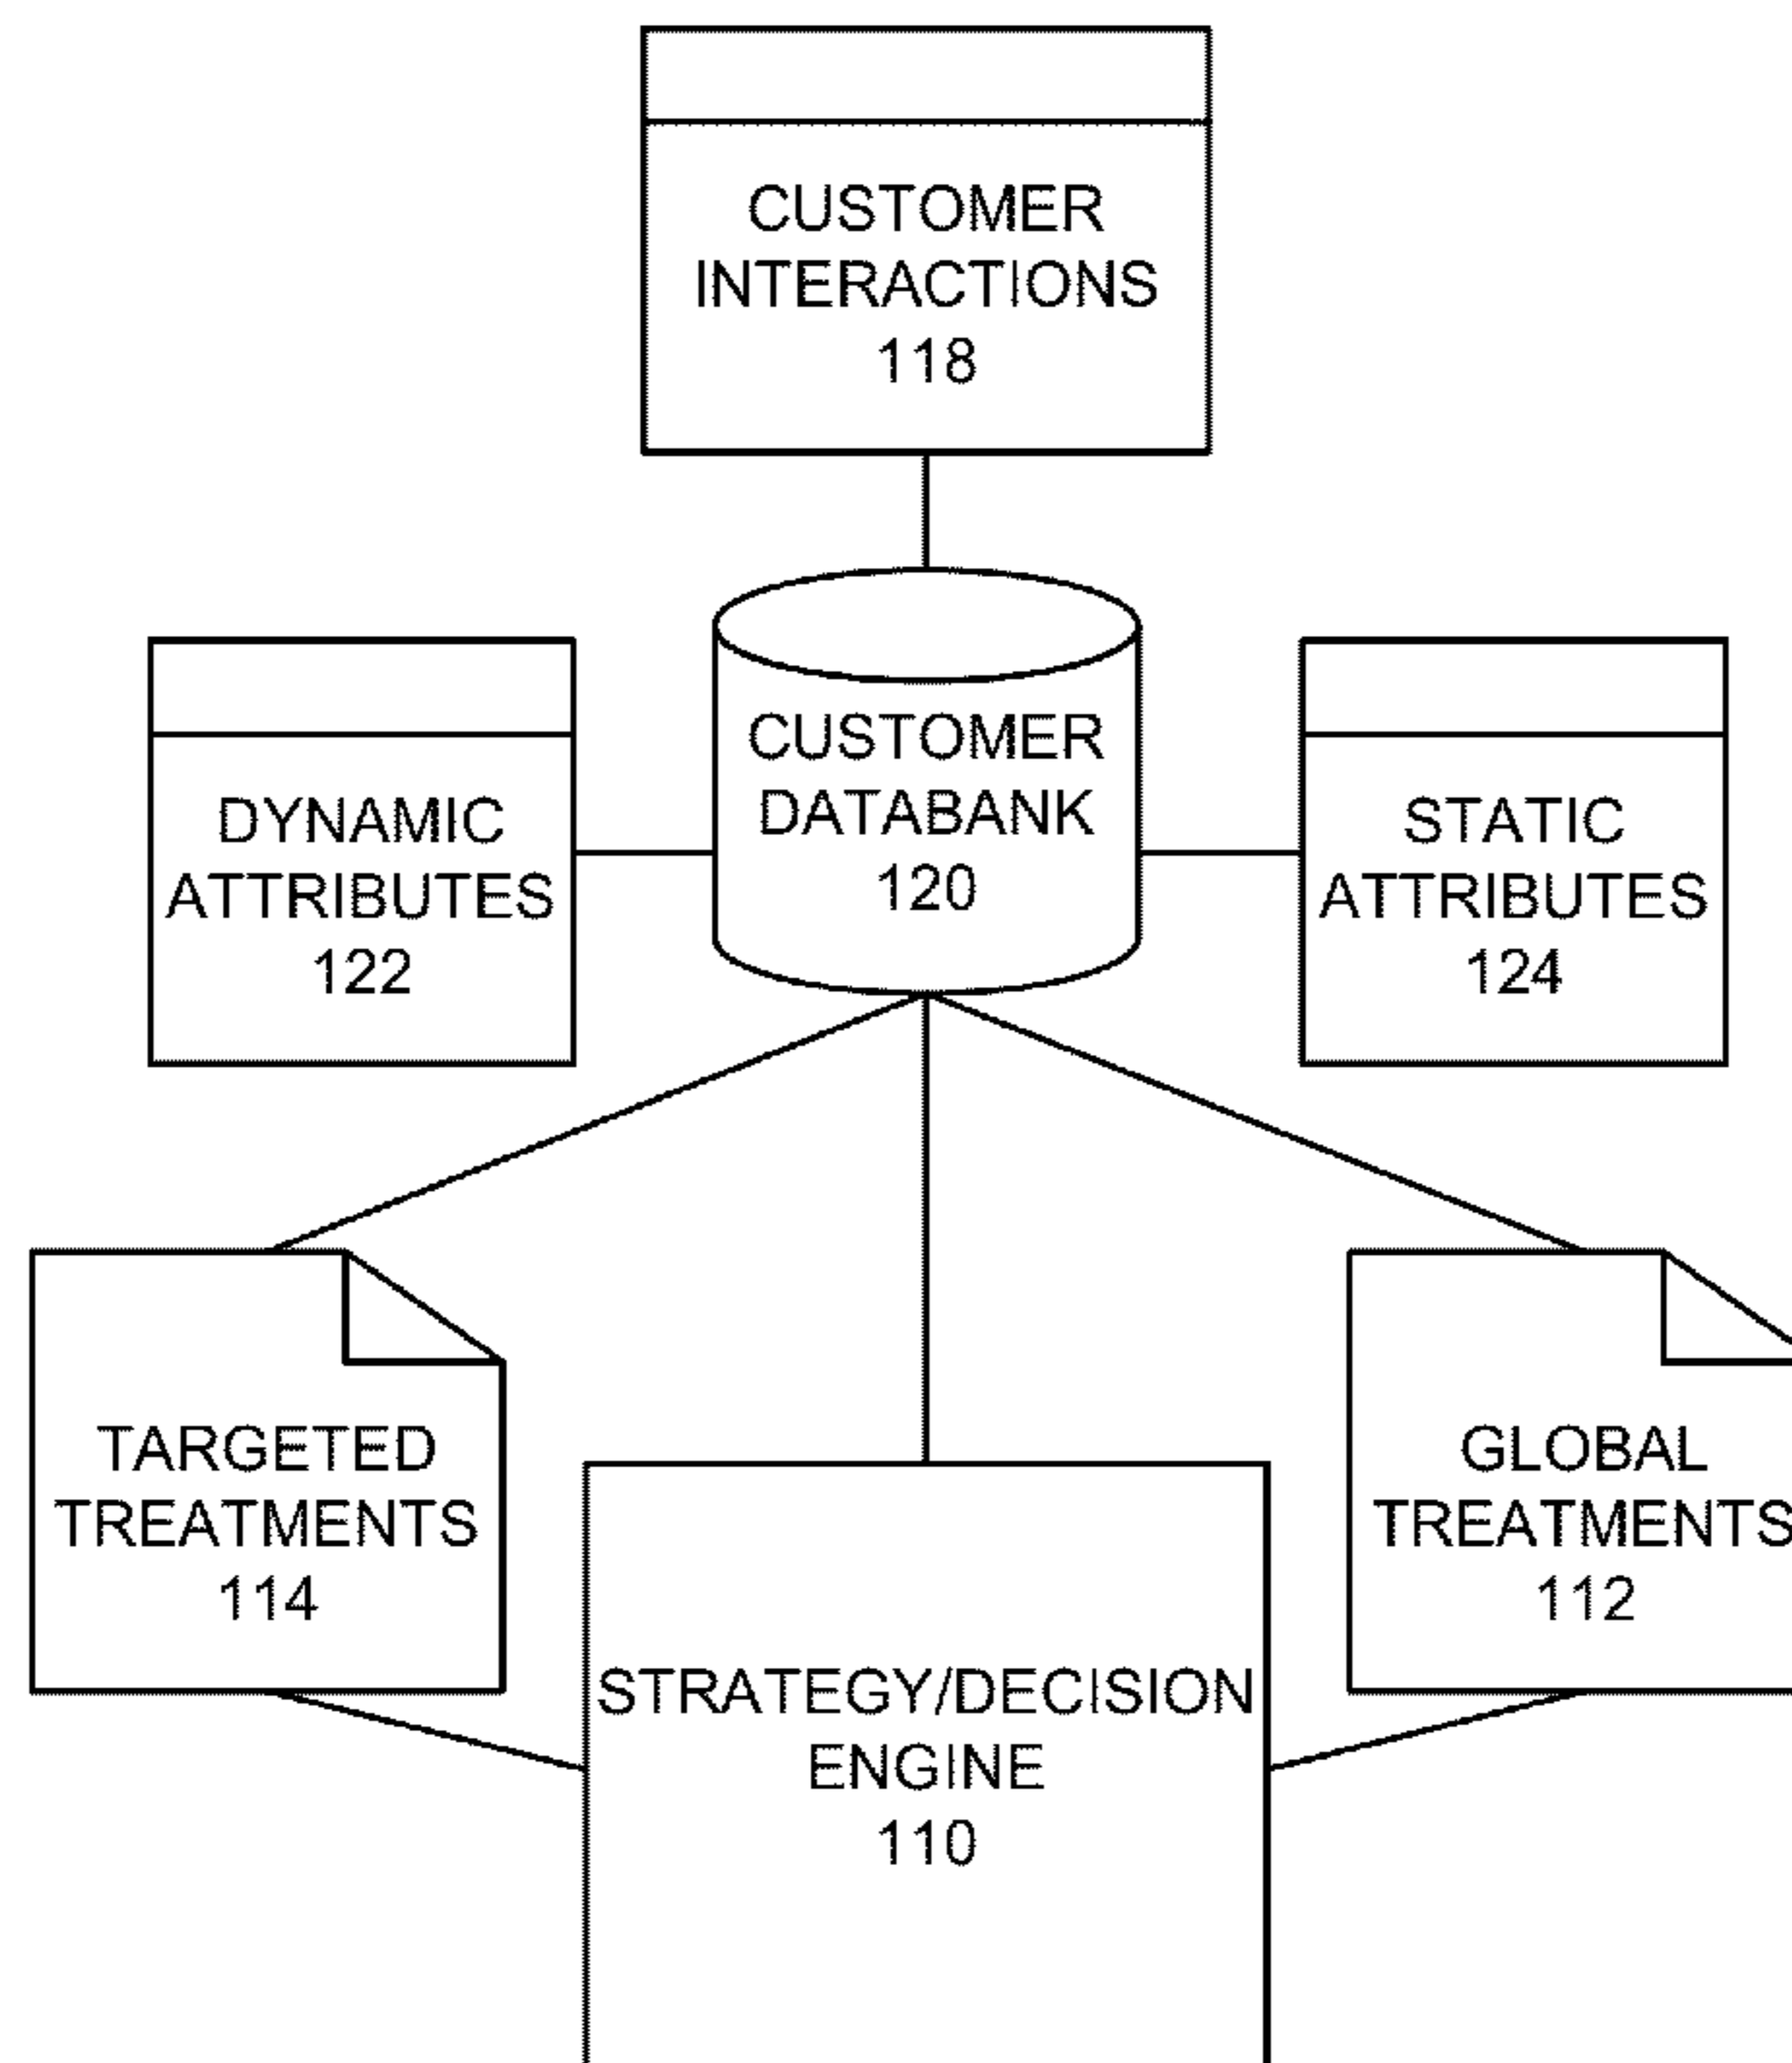 CUSTOMER
INTERACTIONS
118
CUSTOMER
DATABANK
120
DYNAMIC
ATTRIBUTES
122
STATIC
ATTRIBUTES
124
TARGETED
TREATMENTS
114
GLOBAL
TREATMENTS
112
STRATEGY/DECISION
ENGINE
110